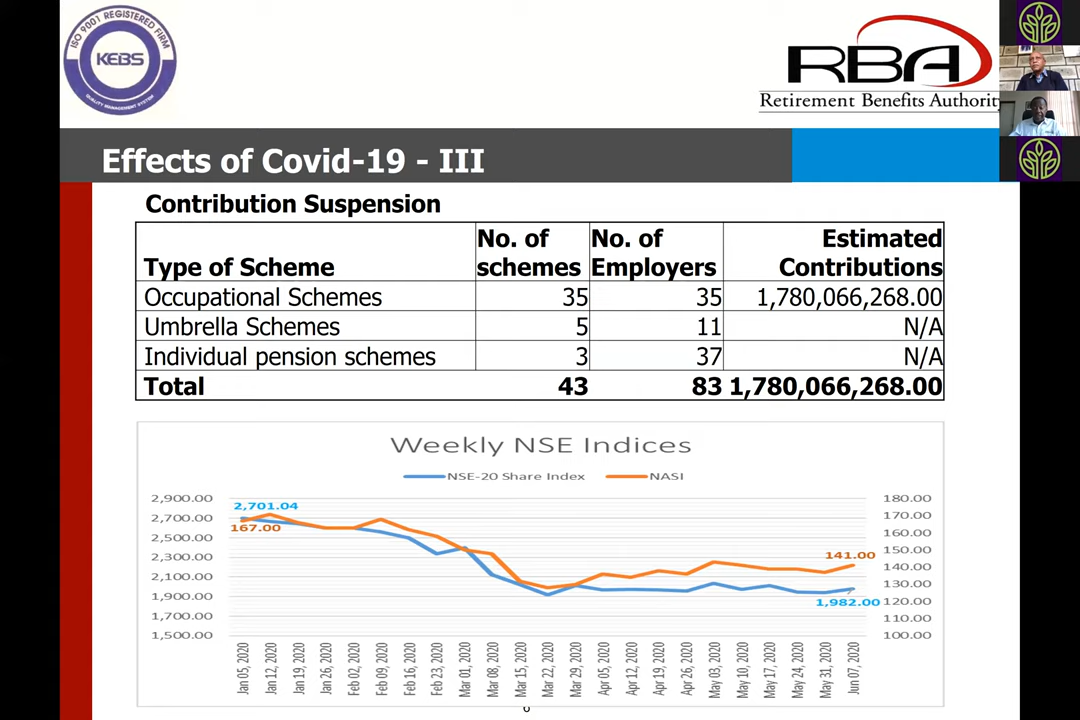 ISO 9001 REGISTERED FIRM
KEBS
QUALITY MANAGEMENT SYSTEM
RBA
Retirement Benefits Authority
Effects of Covid-19 - III
Contribution Suspension
Type of Scheme No. of schemes No. of Employers Estimated Contributions
Occupational Schemes 35 35 1,780,066,268.00
Umbrella Schemes 5 11 N/A
Individual pension schemes 3 37 N/A
Total 43 83 1,780,066,268.00
Weekly NSE Indices
NSE-20 Share Index NASI
2,900.00 180.00
2,700.00 170.00
2,500.00 160.00
2,300.00 150.00
2,100.00 140.00
1,900.00 130.00
1,700.00 120.00
1,500.00 110.00
100.00
2,701.04
167.00
141.00
1,982.00
Jan 05, 2020
Jan 12, 2020
Jan 19, 2020
Jan 26, 2020
Feb 02, 2020
Feb 09, 2020
Feb 16, 2020
Feb 23, 2020
Mar 01, 2020
Mar 08, 2020
Mar 15, 2020
Mar 22, 2020
Mar 29, 2020
Apr 05, 2020
Apr 12, 2020
Apr 19, 2020
Apr 26, 2020
May 03, 2020
May 10, 2020
May 17, 2020
May 24, 2020
May 31, 2020
Jun 07, 2020
6